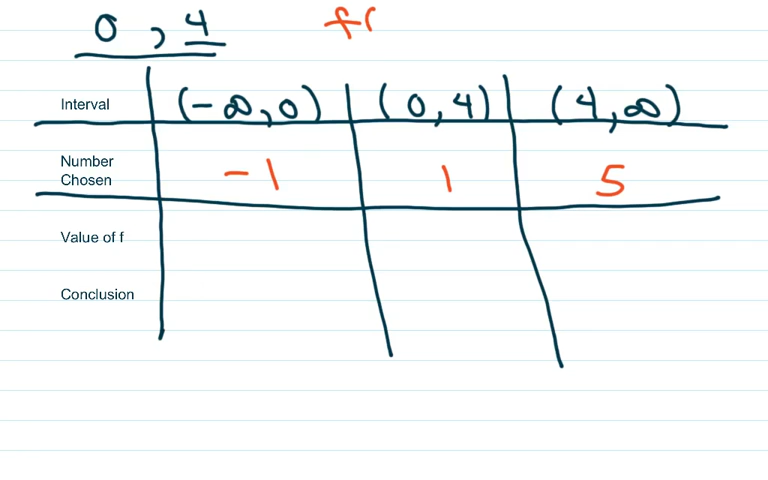 0 , 4 f(
Interval (-∞,0) (0,4) (4,∞)
Number Chosen -1 1 5
Value of f
Conclusion